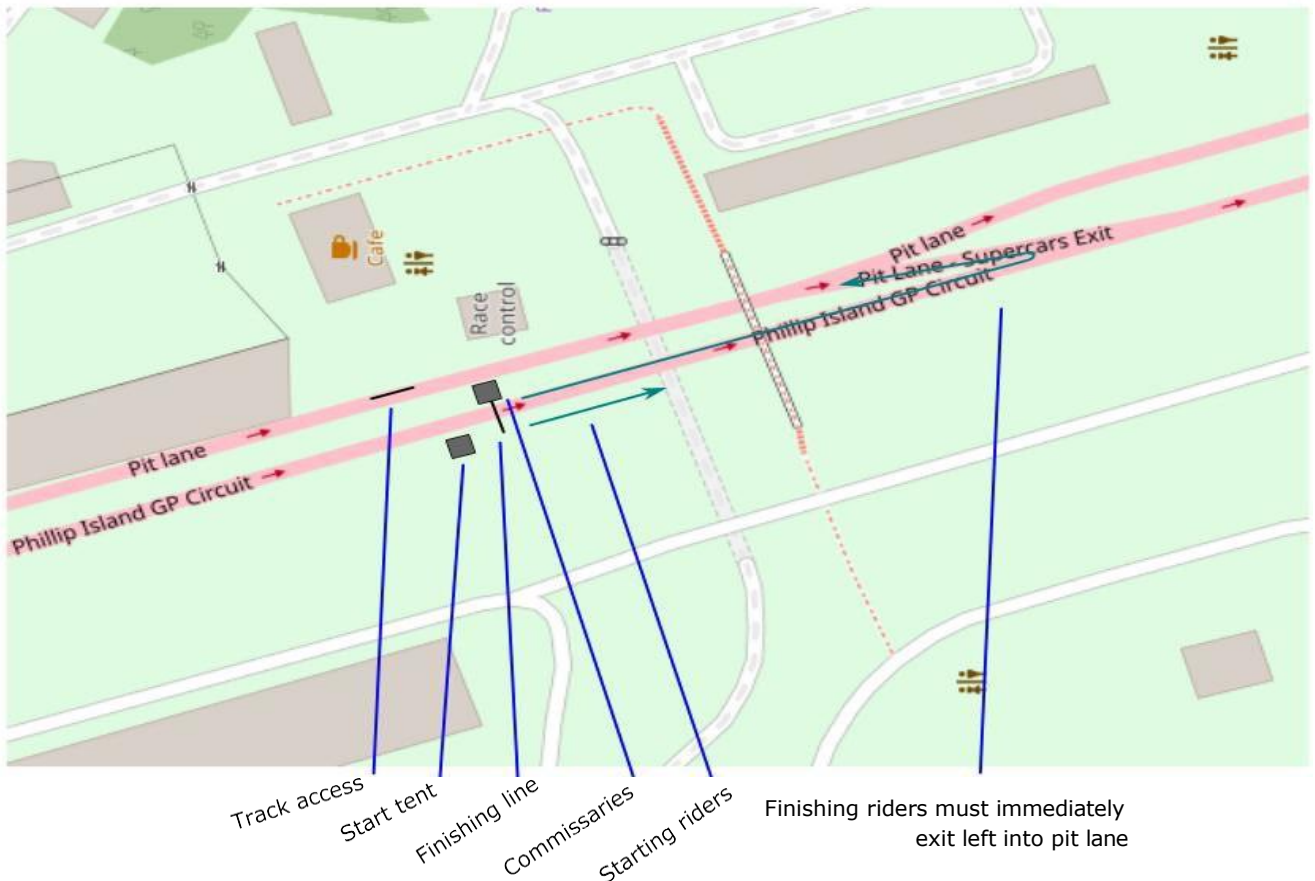 Pit lane
Pit Lane - Supercars Exit
Phillip Island GP Circuit
Cafe
Race
control
Pit lane
Phillip Island GP Circuit
Track access
Start tent
Finishing line
Commissaries
Starting riders
Finishing riders must immediately
exit left into pit lane